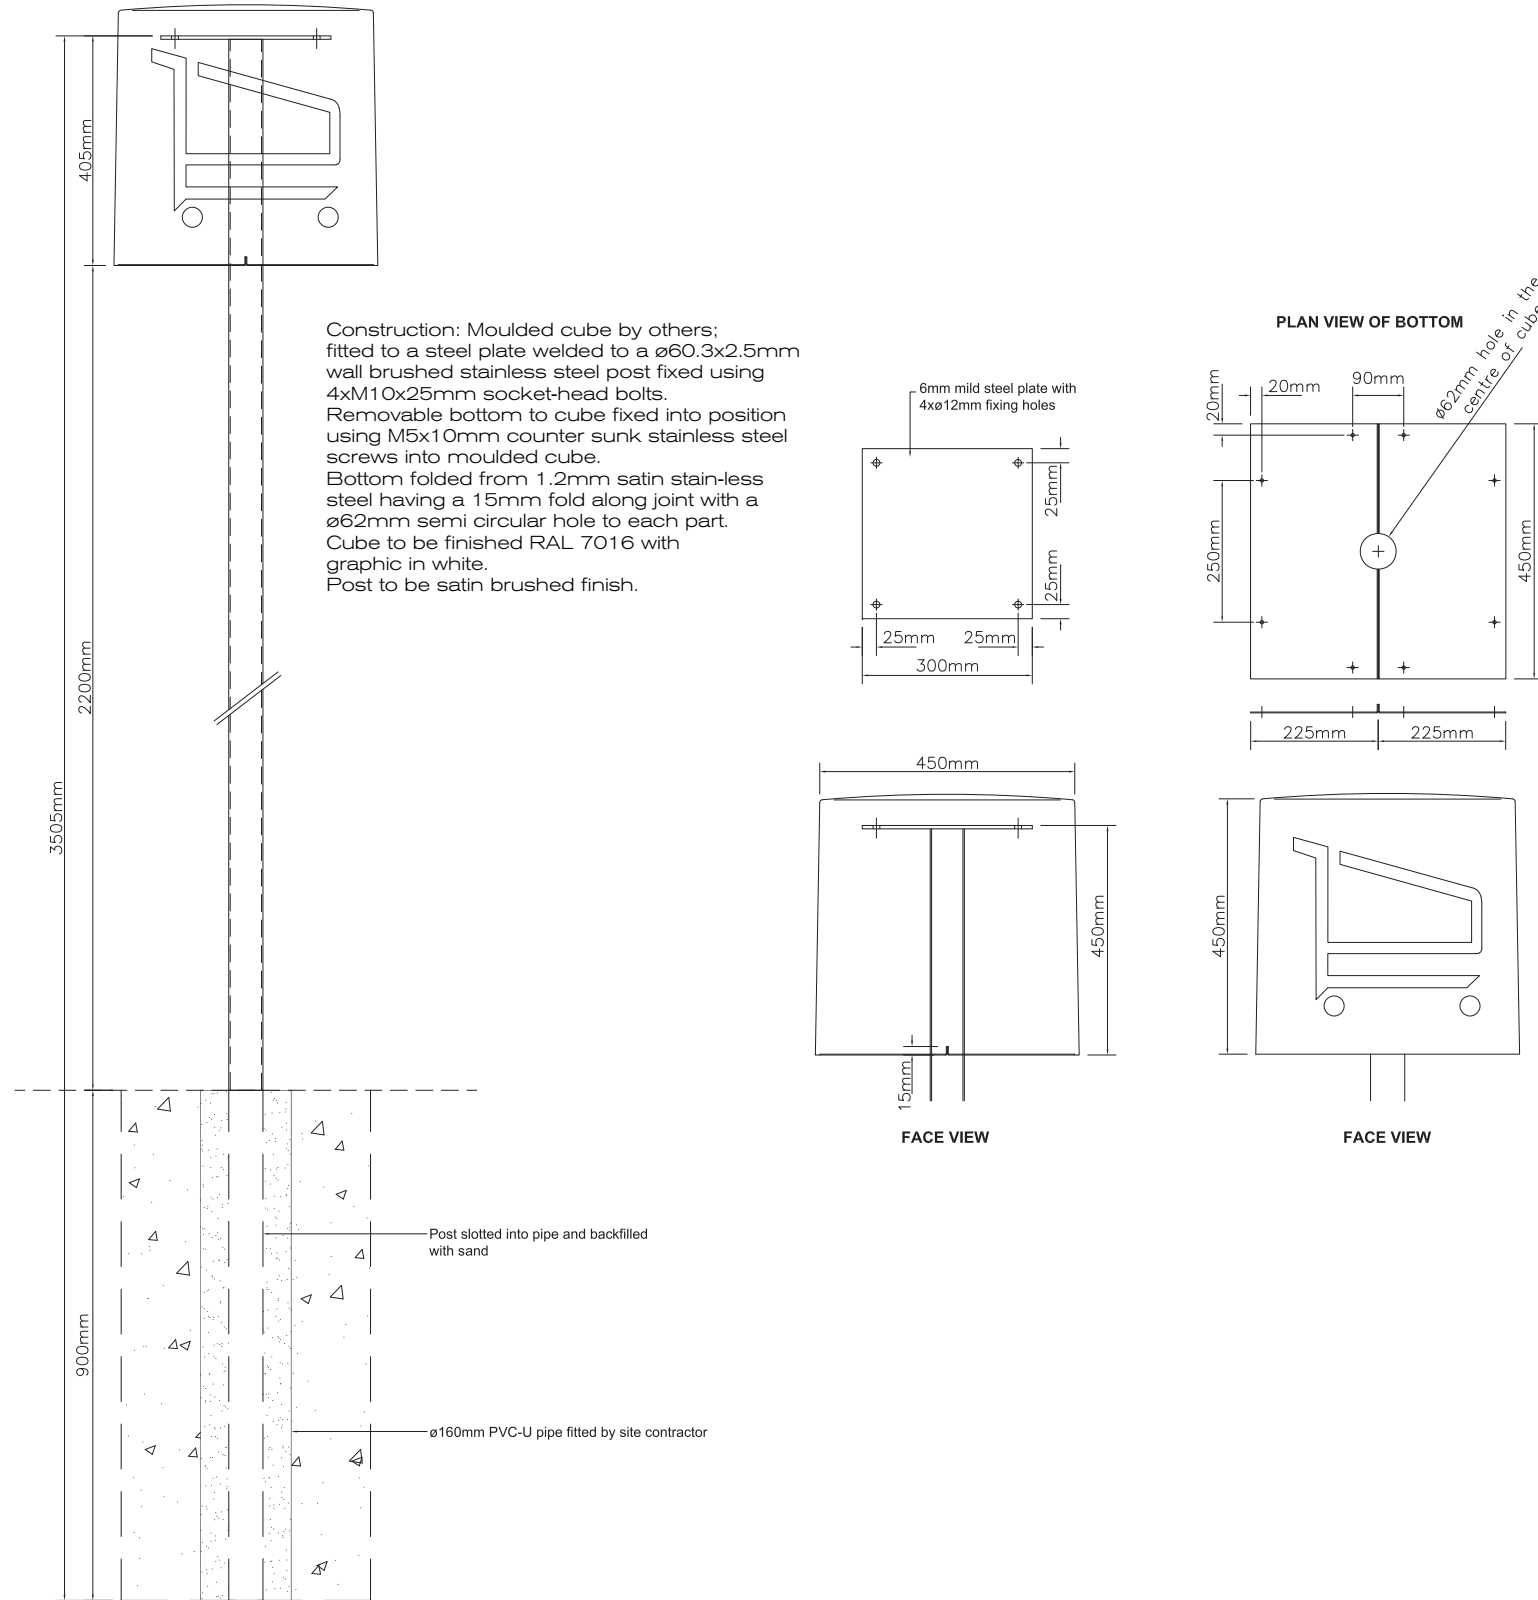 405mm
2200mm
3505mm
900mm
Construction: Moulded cube by others;
fitted to a steel plate welded to a ø60.3x2.5mm
wall brushed stainless steel post fixed using
4xM10x25mm socket-head bolts.
Removable bottom to cube fixed into position
using M5x10mm counter sunk stainless steel
screws into moulded cube.
Bottom folded from 1.2mm satin stain-less
steel having a 15mm fold along joint with a
ø62mm semi circular hole to each part.
Cube to be finished RAL 7016 with
graphic in white.
Post to be satin brushed finish.
Post slotted into pipe and backfilled
with sand
ø160mm PVC-U pipe fitted by site contractor
6mm mild steel plate with
4xø12mm fixing holes
25mm
25mm
25mm
25mm
300mm
PLAN VIEW OF BOTTOM
ø62mm hole in the
centre of cube
20mm
20mm
90mm
250mm
450mm
225mm
225mm
450mm
450mm
15mm
FACE VIEW
450mm
FACE VIEW